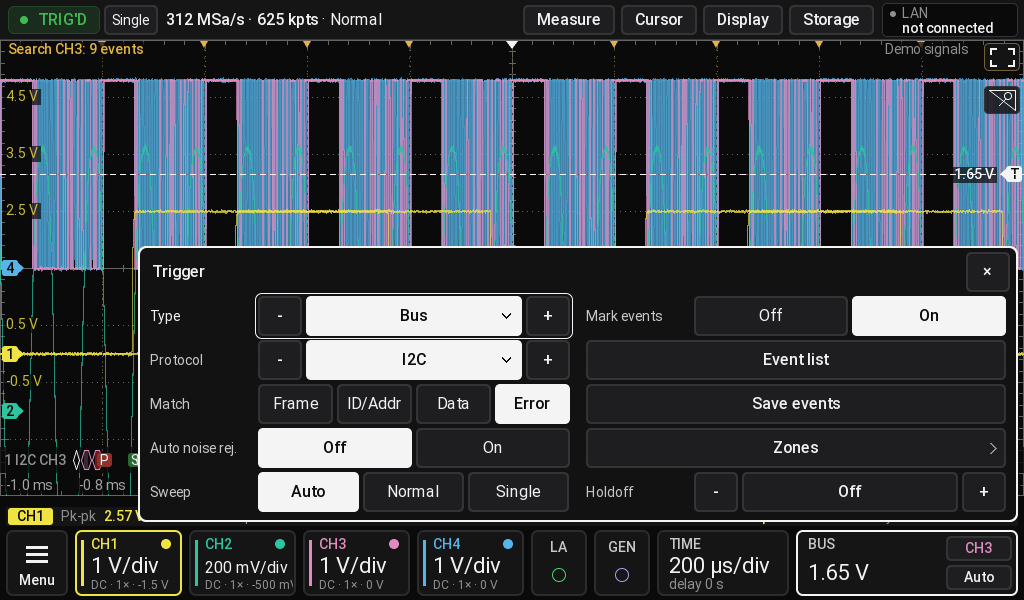 TRIG'D
Single
312 MSa/s · 625 kpts · Normal
Measure
Cursor
Display
Storage
LAN
not connected
Search CH3: 9 events
Demo signals
4.5 V
3.5 V
1.65 V
T
2.5 V
4
0.5 V
1
-0.5 V
2
1 I2C CH3
P
S
-1.0 ms
-0.8 ms
Trigger
×
Type
-
Bus
+
Mark events
Off
On
Protocol
-
I2C
+
Event list
Match
Frame
ID/Addr
Data
Error
Save events
Auto noise rej.
Off
On
Zones
Sweep
Auto
Normal
Single
Holdoff
-
Off
+
CH1
Pk-pk
2.57 V
Menu
CH1
1 V/div
DC · 1× · -1.5 V
CH2
200 mV/div
DC · 1× · -500 mV
CH3
1 V/div
DC · 1× · 0 V
CH4
1 V/div
DC · 1× · 0 V
LA
GEN
TIME
200 µs/div
delay 0 s
BUS
1.65 V
CH3
Auto